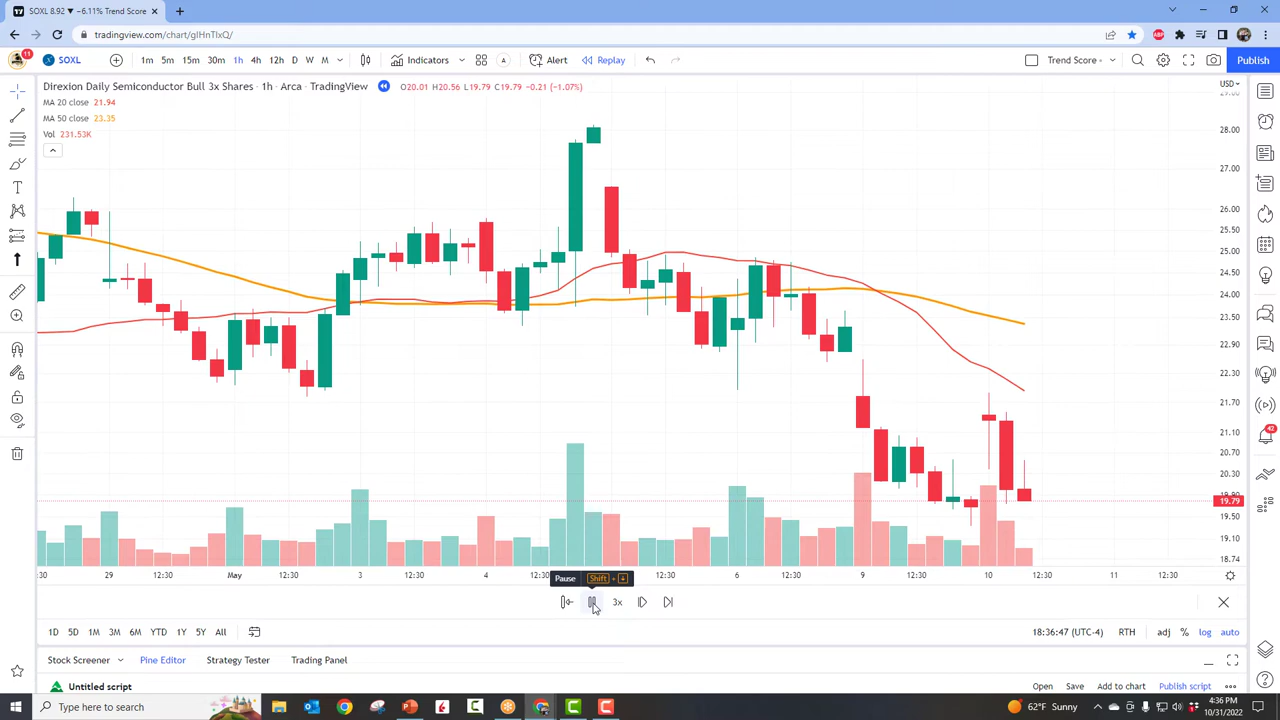 SOXL 8.92 ▼ −6.11% Trend Score
tradingview.com/chart/glHnTlxQ/
11
SOXL
1m 5m 15m 30m 1h 4h 12h D W M
Indicators
A
Alert
Replay
Trend Score
Publish
Direxion Daily Semiconductor Bull 3x Shares · 1h · Arca · TradingView
O20.01 H20.56 L19.79 C19.79 −0.21 (−1.07%)
MA 20 close 21.94
MA 50 close 23.35
Vol 231.53K
USD
29.00
28.00
27.00
26.00
25.50
25.00
24.50
24.00
23.50
22.90
22.30
21.70
21.10
20.70
20.30
19.90
19.79
19.50
19.10
18.74
42
:30 29 12:30 May 12:30 3 12:30 4 12:30 12:30 6 12:30 9 12:30 10 12:30 11 12:30
Pause Shift + ↓
3x
1D 5D 1M 3M 6M YTD 1Y 5Y All
18:36:47 (UTC-4) RTH adj % log auto
Stock Screener Pine Editor Strategy Tester Trading Panel
Untitled script
Open Save Add to chart Publish script
Type here to search
62°F Sunny
4:36 PM
10/31/2022